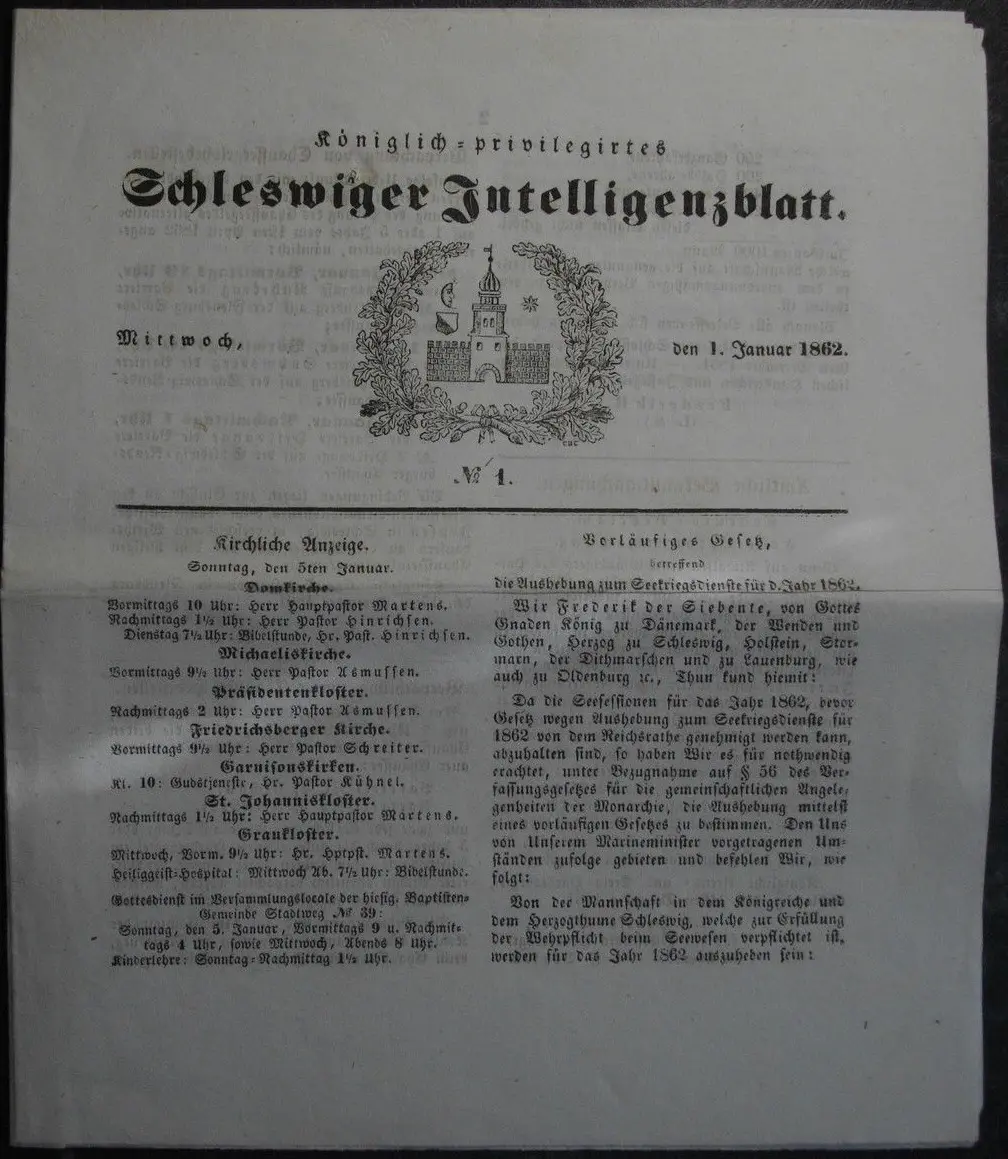 Königlich-privilegirtes
Schleswiger Intelligenzblatt.
Mittwoch,
den 1. Januar 1862.
№ 1.
Kirchliche Anzeige.
Sonntag, den 5ten Januar.
Domkirche.
Vormittags 10 Uhr: Herr Hauptpastor Martens.
Nachmittags 1½ Uhr: Herr Pastor Hinrichsen.
Dienstag 7½ Uhr: Bibelstunde, Hr. Past. Hinrichsen.
Michaeliskirche.
Vormittags 9½ Uhr: Herr Pastor Asmussen.
Präsidentenkloster.
Nachmittags 2 Uhr: Herr Pastor Asmussen.
Friedrichsberger Kirche.
Vormittags 9½ Uhr: Herr Pastor Schreiter.
Garnisonskirken.
Kl. 10: Gudstjeneste, Hr. Pastor Kühnel.
St. Johanniskloster.
Nachmittags 1½ Uhr: Herr Hauptpastor Martens.
Graukloster.
Mittwoch, Vorm. 9½ Uhr: Hr. Hptpst. Martens.
Heiliggeist-Hospital: Mittwoch Ab. 7½ Uhr: Bibelstunde.
Gottesdienst im Versammlungslocale der hiesig. Baptisten-
Gemeinde Stadtweg № 39:
Sonntag, den 5. Januar, Vormittags 9 u. Nachmit-
tags 4 Uhr, sowie Mittwoch, Abends 8 Uhr.
Kinderlehre: Sonntag-Nachmittag 1½ Uhr.
Vorläufiges Gesetz,
betreffend
die Aushebung zum Seekriegsdienste für d. Jahr 1862.
Wir Frederik der Siebente, von Gottes
Gnaden König zu Dänemark, der Wenden und
Gothen, Herzog zu Schleswig, Holstein, Stor-
marn, der Dithmarschen und zu Lauenburg, wie
auch zu Oldenburg ꝛc., Thun kund hiemit:
Da die Seesessionen für das Jahr 1862, bevor
Gesetz wegen Aushebung zum Seekriegsdienste für
1862 von dem Reichsrathe genehmigt werden kann,
abzuhalten sind, so haben Wir es für nothwendig
erachtet, unter Bezugnahme auf § 56 des Ver-
fassungsgesetzes für die gemeinschaftlichen Angele-
genheiten der Monarchie, die Aushebung mittelst
eines vorläufigen Gesetzes zu bestimmen. Den Uns
von Unserem Marineminister vorgetragenen Um-
ständen zufolge gebieten und befehlen Wir, wie
folgt:
Von der Mannschaft in dem Königreiche und
dem Herzogthume Schleswig, welche zur Erfüllung
der Wehrpflicht beim Seewesen verpflichtet ist,
werden für das Jahr 1862 auszuheben sein: